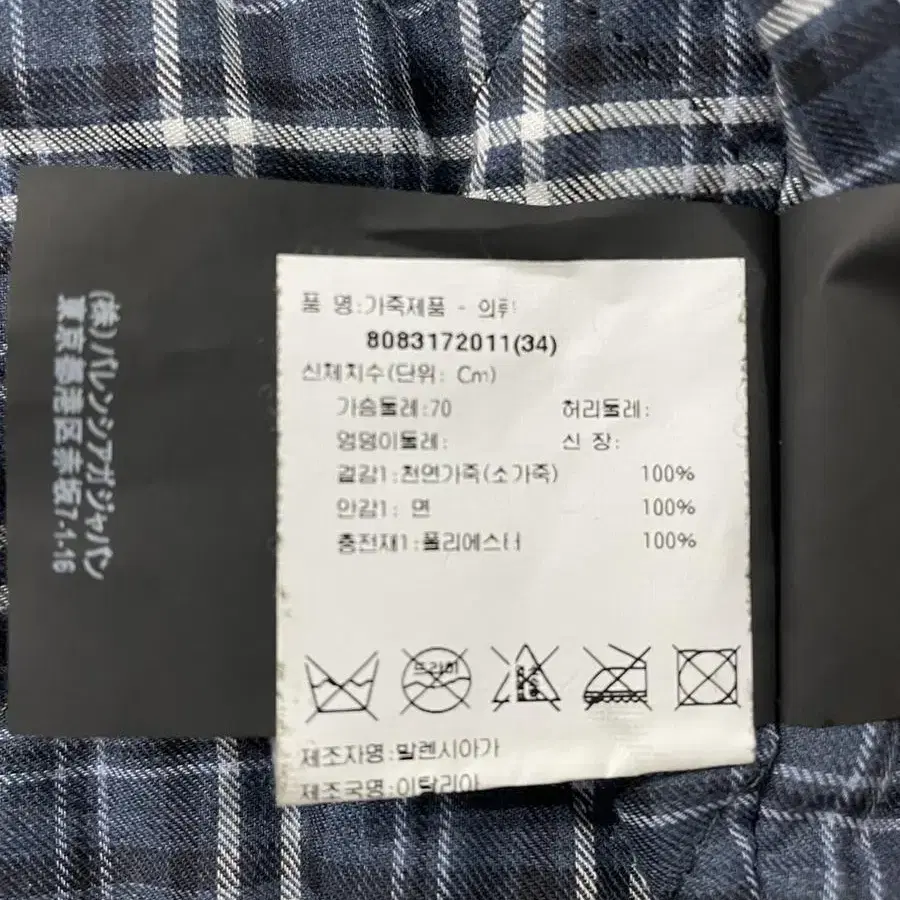 (株)バレンシアガジャパン
東京都港区赤坂7-1-16
품 명:가죽제품 - 의류
8083172011(34)
신체치수(단위: Cm)
가슴둘레:70 허리둘레:
엉덩이둘레: 신 장:
겉감1:천연가죽(소가죽) 100%
안감1: 면 100%
충전재1:폴리에스터 100%
드라이
제조자명:발렌시아가
제조국명:이탈리아